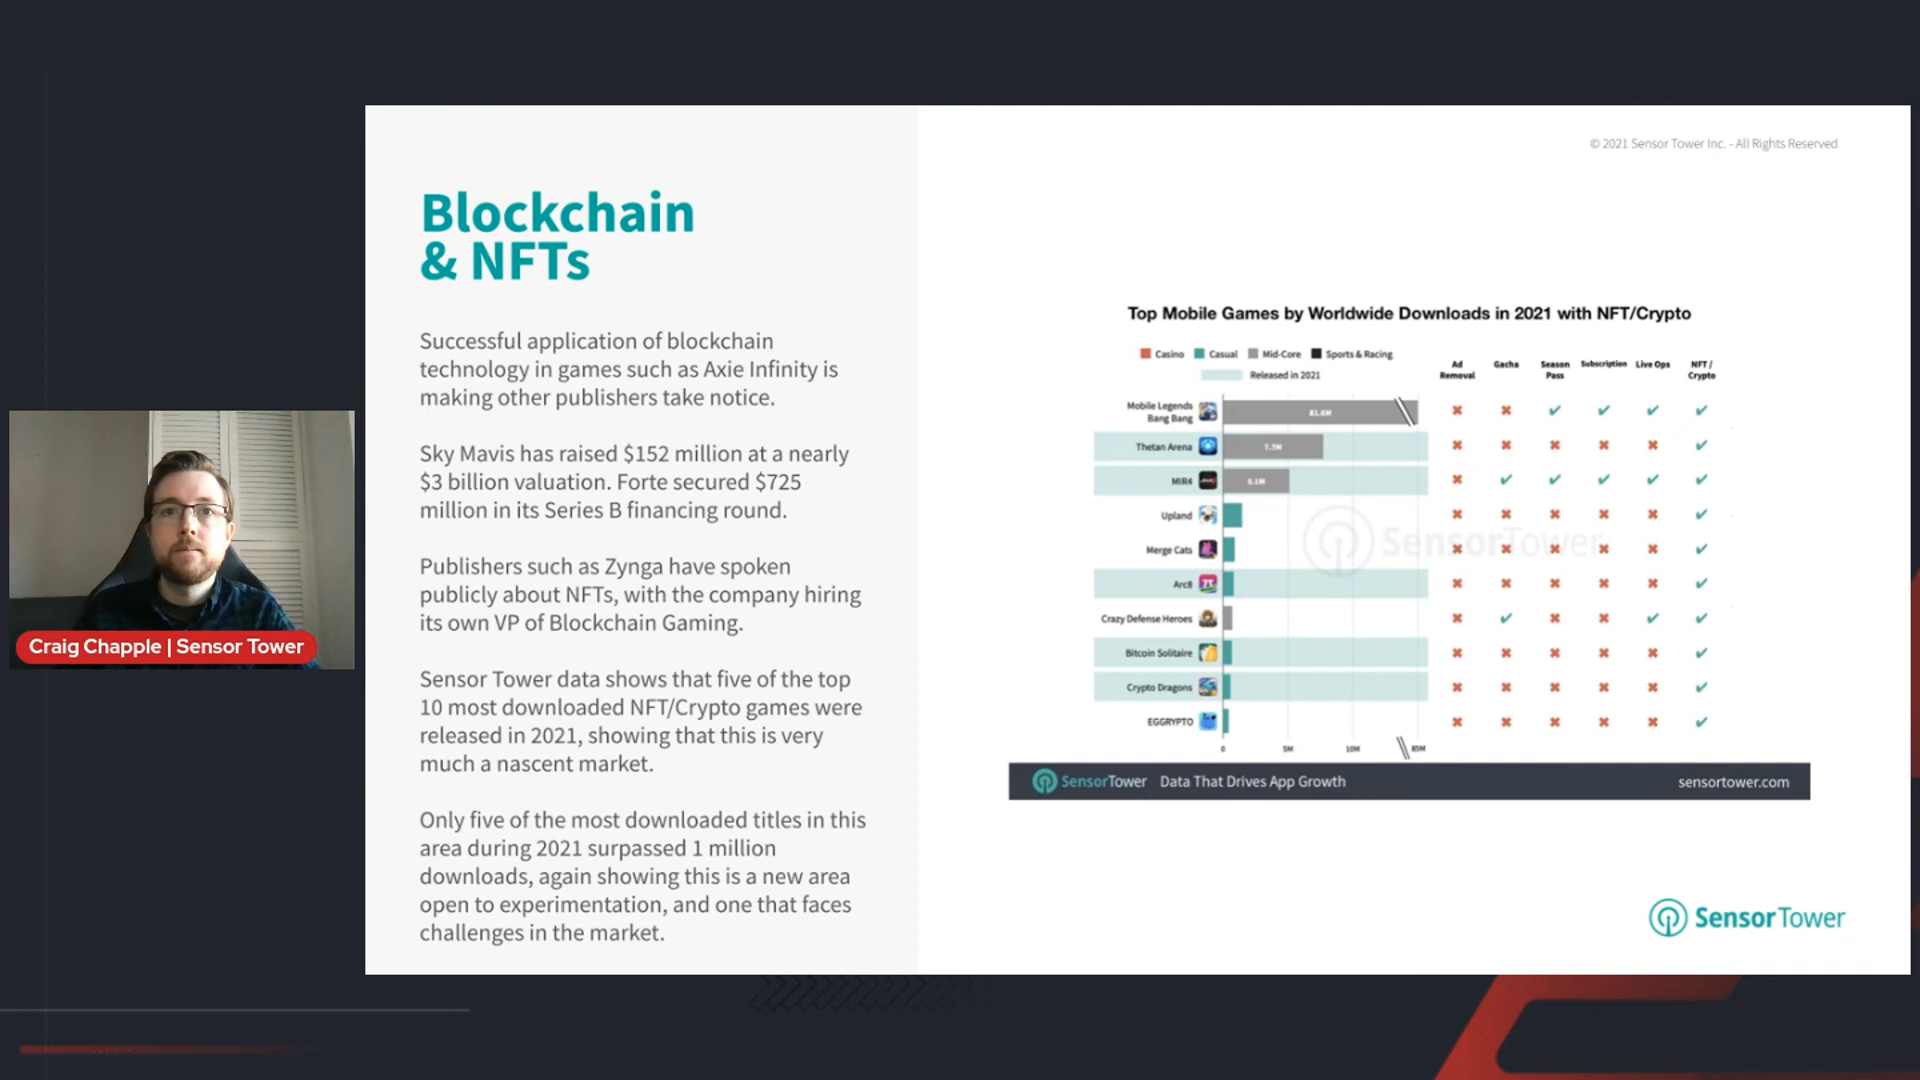 © 2021 Sensor Tower Inc. - All Rights Reserved
Blockchain
& NFTs
Successful application of blockchain
technology in games such as Axie Infinity is
making other publishers take notice.
Sky Mavis has raised $152 million at a nearly
$3 billion valuation. Forte secured $725
million in its Series B financing round.
Publishers such as Zynga have spoken
publicly about NFTs, with the company hiring
its own VP of Blockchain Gaming.
Sensor Tower data shows that five of the top
10 most downloaded NFT/Crypto games were
released in 2021, showing that this is very
much a nascent market.
Only five of the most downloaded titles in this
area during 2021 surpassed 1 million
downloads, again showing this is a new area
open to experimentation, and one that faces
challenges in the market.
Craig Chapple | Sensor Tower
Top Mobile Games by Worldwide Downloads in 2021 with NFT/Crypto
Casino Casual Mid-Core Sports & Racing
Released in 2021
Ad Removal Gacha Season Pass Subscription Live Ops NFT / Crypto
Mobile Legends
Bang Bang 81.6M
Thetan Arena 7.7M
MIR4 5.1M
Upland
Merge Cats
Arc8
Crazy Defense Heroes
Bitcoin Solitaire
Crypto Dragons
EGGRYPTO
0 5M 10M 85M
SensorTower
SensorTower Data That Drives App Growth sensortower.com
SensorTower